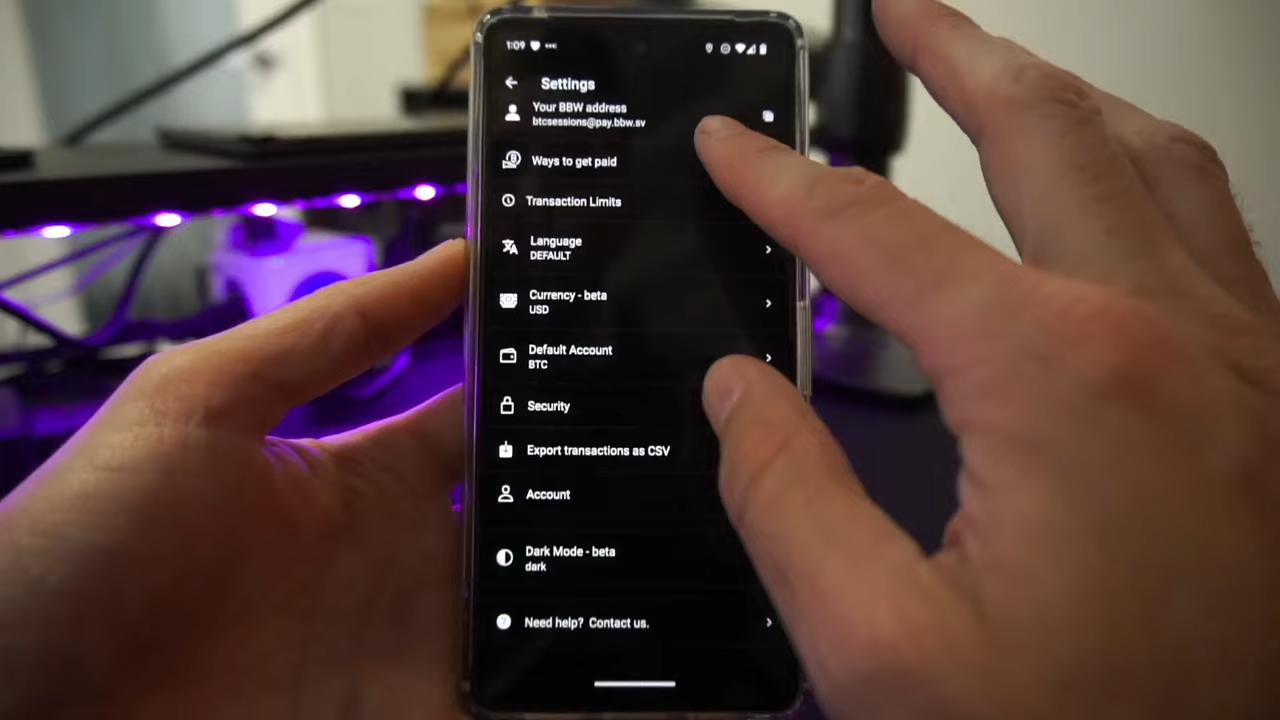 1:09
Settings
Your BBW address
btcsessions@pay.bbw.sv
Ways to get paid
Transaction Limits
Language
DEFAULT
Currency - beta
USD
Default Account
BTC
Security
Export transactions as CSV
Account
Dark Mode - beta
dark
Need help? Contact us.